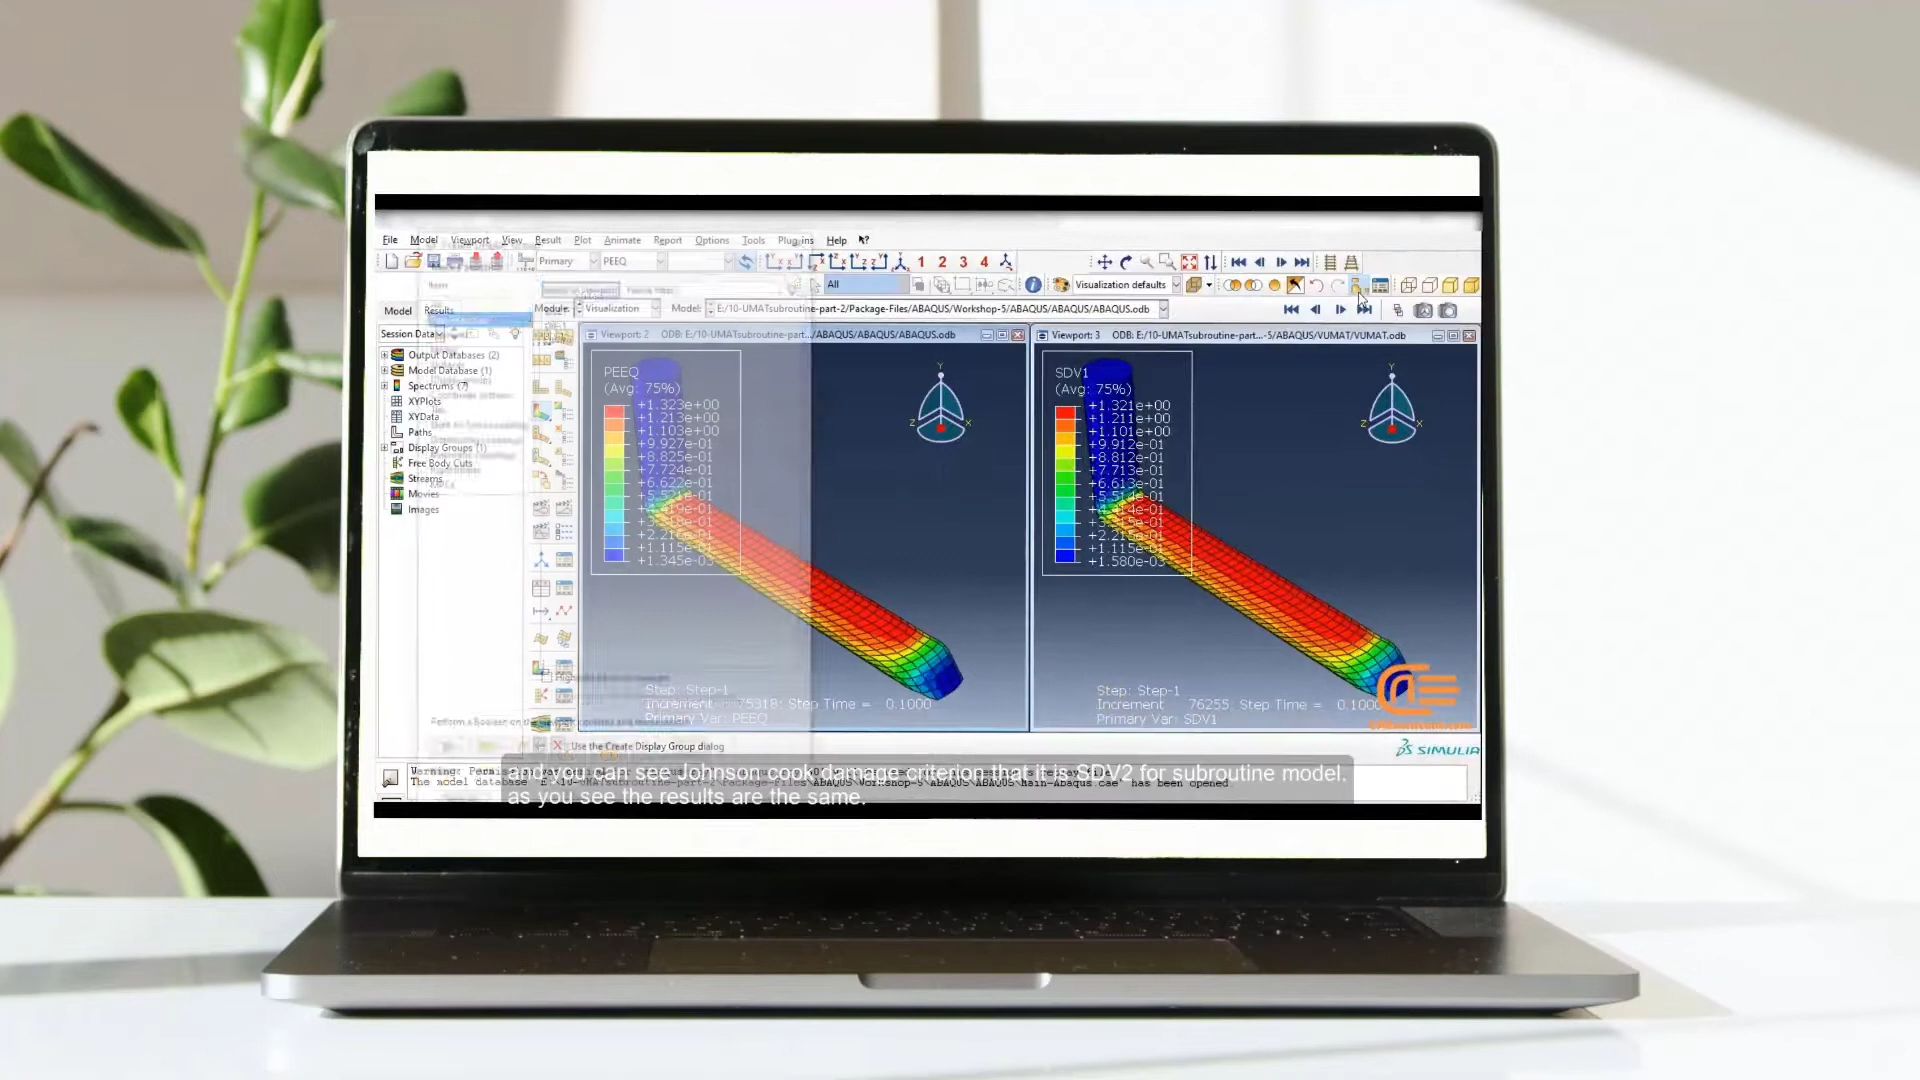 File Model Viewport View Result Plot Animate Report Options Tools Plug-ins Help
Primary PEEQ 1 2 3 4
All Visualization defaults
Model Results Module: Visualization Model: E:/10-UMATsubroutine-part-2/Package-Files/ABAQUS/Workshop-5/ABAQUS/ABAQUS/ABAQUS.odb
Session Data
Output Databases (2)
Model Database (1)
Spectrums (7)
XYPlots
XYData
Paths
Display Groups (1)
Free Body Cuts
Streams
Movies
Images
Viewport: 2 ODB: E:/10-UMATsubroutine-part.../ABAQUS/ABAQUS/ABAQUS.odb
PEEQ
(Avg: 75%)
+1.323e+00
+1.213e+00
+1.103e+00
+9.927e-01
+8.825e-01
+7.724e-01
+6.622e-01
+5.521e-01
+1.115e-01
+1.345e-03
Y
Z X
Step: Step-1
Increment 75318: Step Time = 0.1000
Primary Var: PEEQ
Viewport: 3 ODB: E:/10-UMATsubroutine-part...-5/ABAQUS/VUMAT/VUMAT.odb
SDV1
(Avg: 75%)
+1.321e+00
+1.211e+00
+1.101e+00
+9.912e-01
+8.812e-01
+7.713e-01
+6.613e-01
+5.514e-01
+2.215e-01
+1.115e-01
+1.580e-03
Y
Z X
Step: Step-1
Increment 76255: Step Time = 0.1000
Primary Var: SDV1
Use the Create Display Group dialog
SIMULIA
and you can see Johnson cook damage criterion that it is SDV2 for subroutine model,
as you see the results are the same.